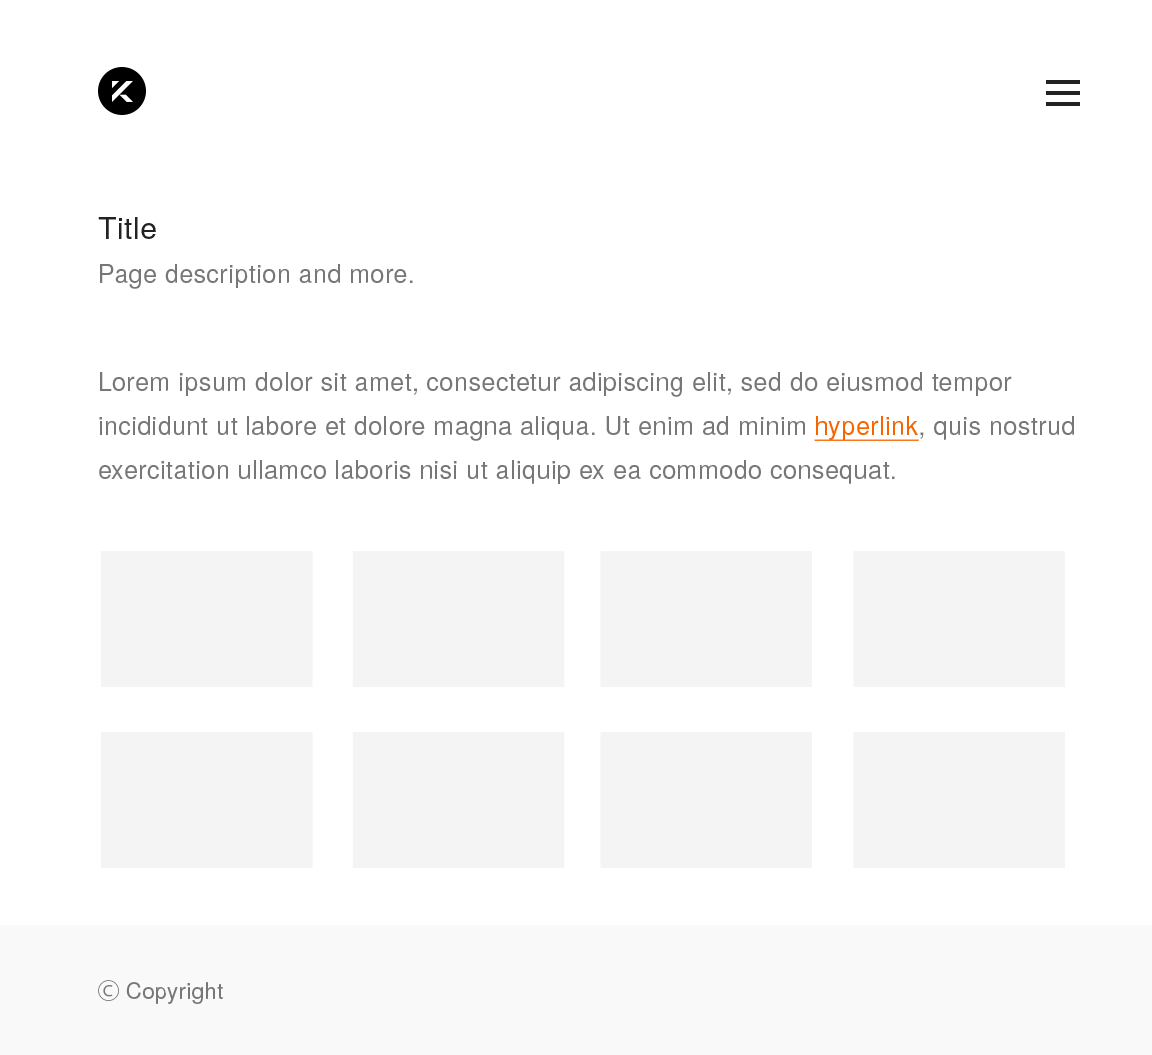 Title
Page description and more.
Lorem ipsum dolor sit amet, consectetur adipiscing elit, sed do eiusmod tempor
incididunt ut labore et dolore magna aliqua. Ut enim ad minim hyperlink, quis nostrud
exercitation ullamco laboris nisi ut aliquip ex ea commodo consequat.
© Copyright